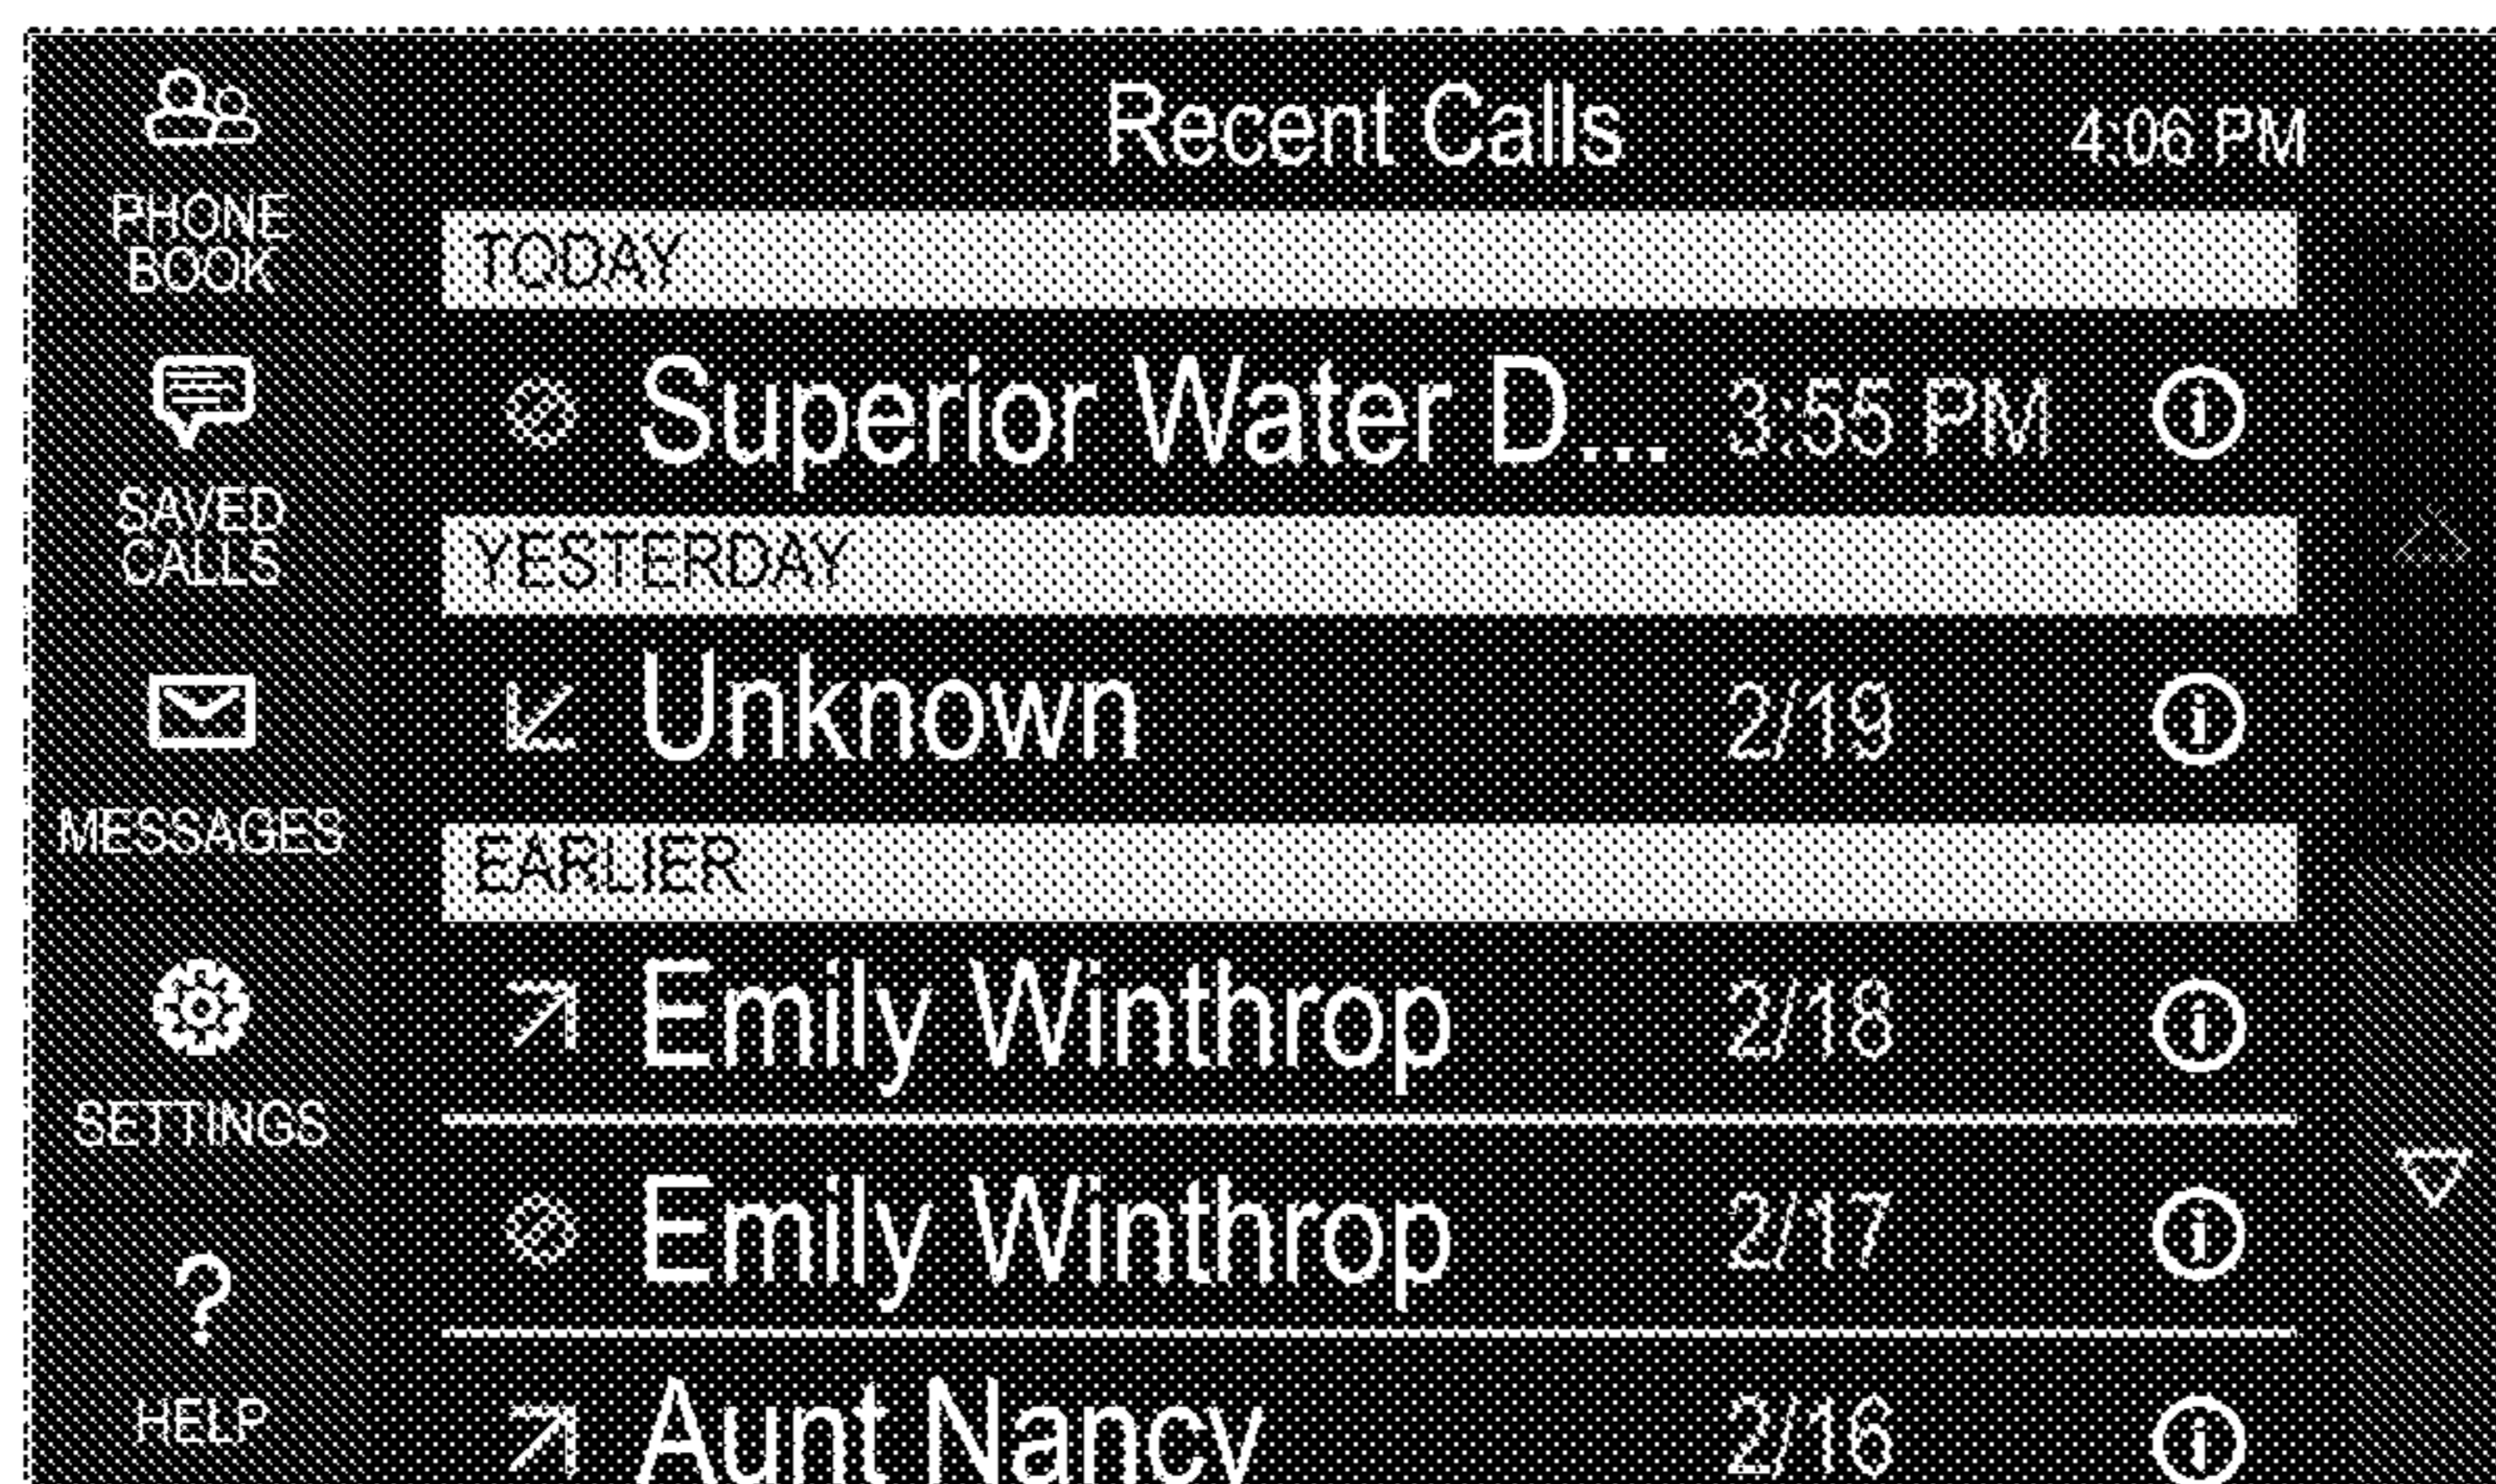 Recent Calls
4:06 PM
PHONE
BOOK
SAVED
CALLS
MESSAGES
SETTINGS
?
HELP
TODAY
Superior Water D... 3:55 PM i
YESTERDAY
Unknown 2/19 i
EARLIER
Emily Winthrop 2/18 i
Emily Winthrop 2/17 i
Aunt Nancy 2/16 i